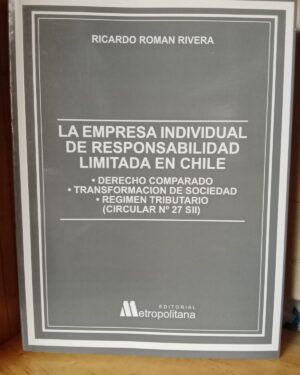 RICARDO ROMAN RIVERA
LA EMPRESA INDIVIDUAL
DE RESPONSABILIDAD
LIMITADA EN CHILE
• DERECHO COMPARADO
• TRANSFORMACION DE SOCIEDAD
• REGIMEN TRIBUTARIO
(CIRCULAR Nº 27 SII)
EDITORIAL
Metropolitana